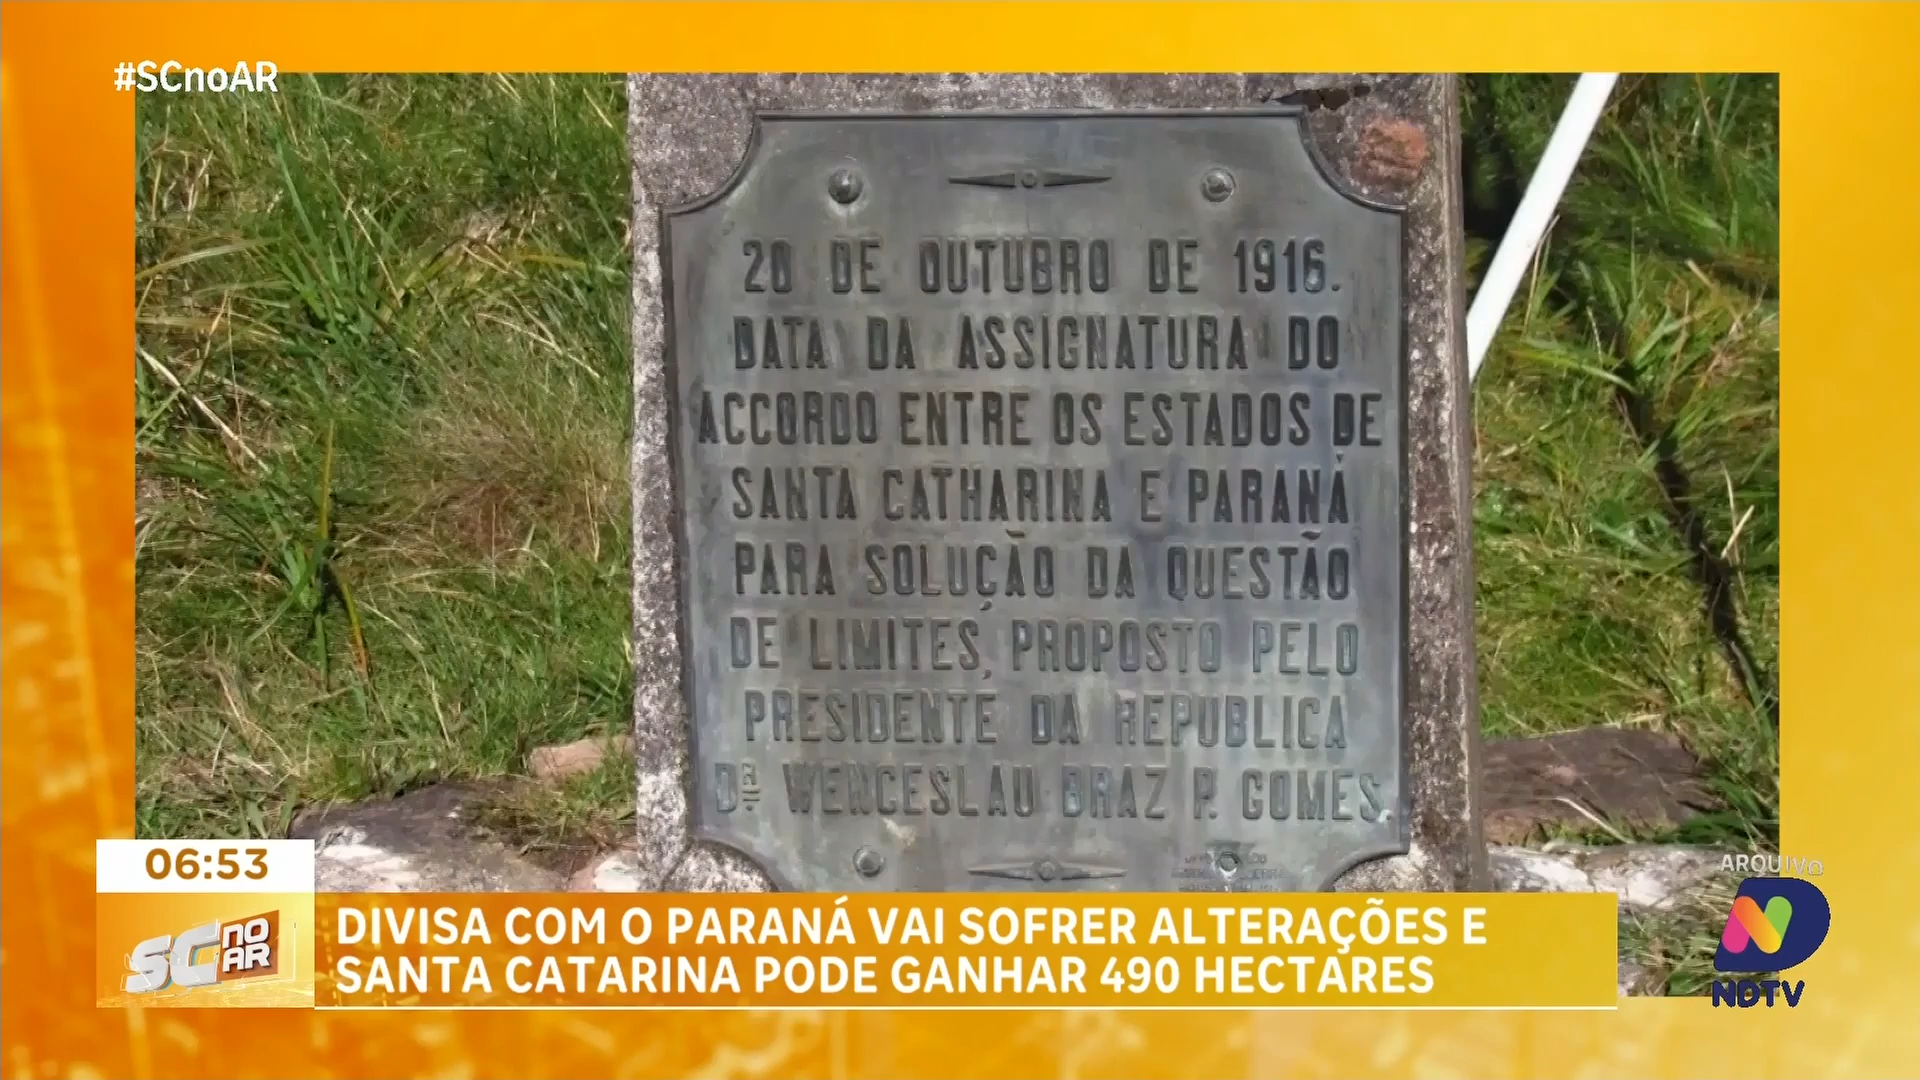 #SCnoAR
20 DE OUTUBRO DE 1916.
DATA DA ASSIGNATURA DO
ACCORDO ENTRE OS ESTADOS DE
SANTA CATHARINA E PARANÁ
PARA SOLUÇÃO DA QUESTÃO
DE LIMITES, PROPOSTO PELO
PRESIDENTE DA REPUBLICA
DR. WENCESLAU BRAZ P. GOMES.
ARQUIVO
06:53
SC NO AR
DIVISA COM O PARANÁ VAI SOFRER ALTERAÇÕES E
SANTA CATARINA PODE GANHAR 490 HECTARES
NDTV